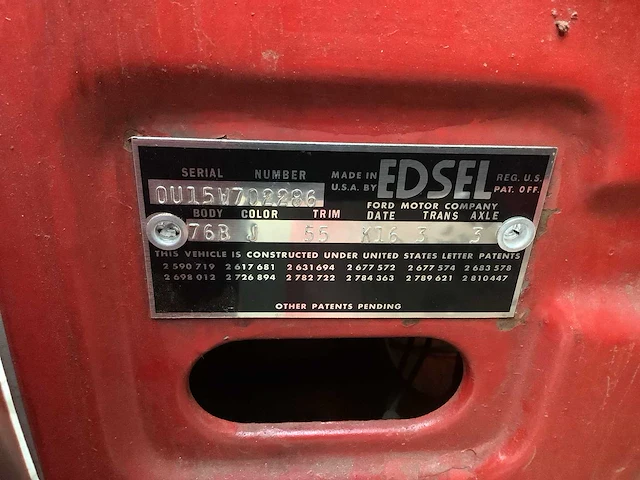 SERIAL NUMBER MADE IN U.S.A. BY EDSEL REG. U.S. PAT. OFF.
0U15W702286
FORD MOTOR COMPANY
BODY COLOR TRIM DATE TRANS AXLE
76B J 55 K16 3 3
THIS VEHICLE IS CONSTRUCTED UNDER UNITED STATES LETTER PATENTS
2 590 719 2 617 681 2 631 694 2 677 572 2 677 574 2 683 578
2 698 012 2 726 894 2 782 722 2 784 363 2 789 621 2 810 447
OTHER PATENTS PENDING